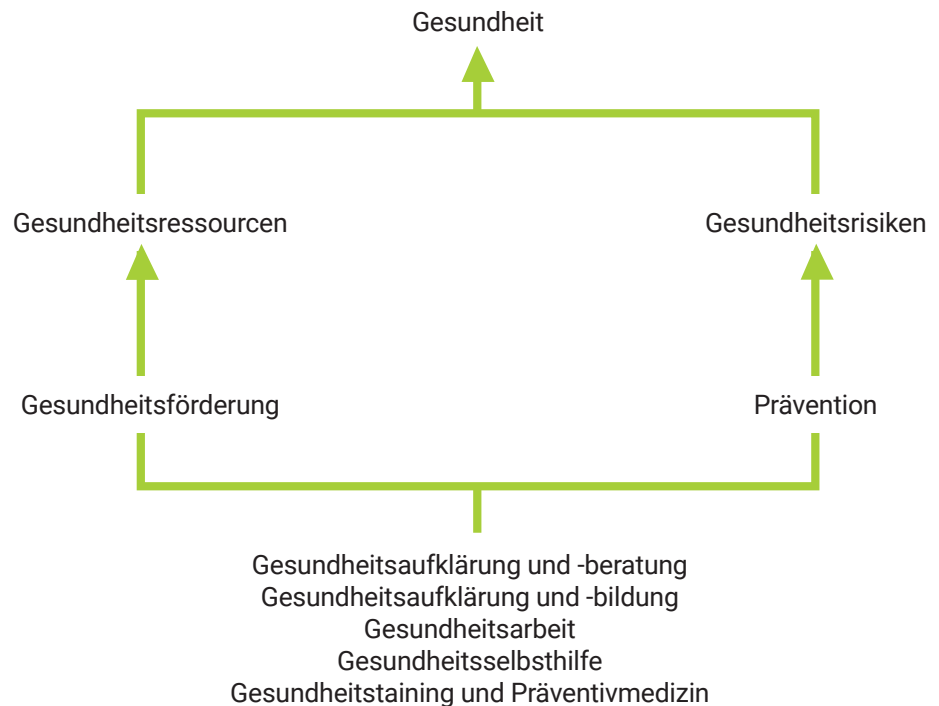 Gesundheit
Gesundheitsressourcen
Gesundheitsrisiken
Gesundheitsförderung
Prävention
Gesundheitsaufklärung und -beratung
Gesundheitsaufklärung und -bildung
Gesundheitsarbeit
Gesundheitsselbsthilfe
Gesundheitstaining und Präventivmedizin